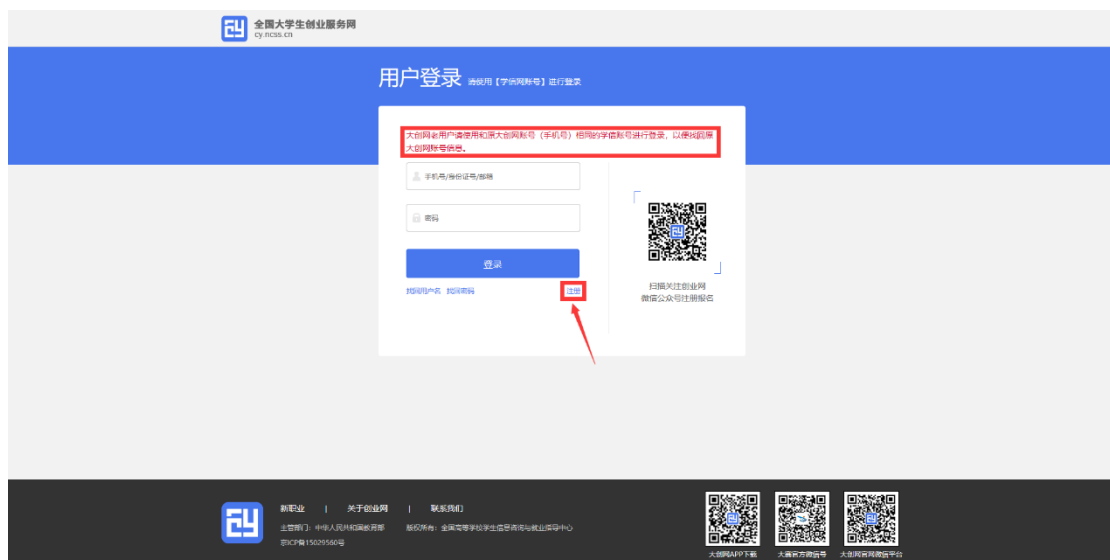 全国大学生创业服务网
cy.ncss.cn
用户登录 请使用【学信网账号】进行登录
大创网老用户请使用和原大创网账号（手机号）相同的学信账号进行登录，以便找回原
大创网账号信息。
手机号/身份证号/邮箱
密码
登录
找回用户名 找回密码 注册
扫描关注创业网
微信公众号注册报名
新职业 | 关于创业网 | 联系我们
主管部门：中华人民共和国教育部 版权所有：全国高等学校学生信息咨询与就业指导中心
京ICP备15029560号
大创网APP下载 大赛官方微信号 大创网官网微信平台